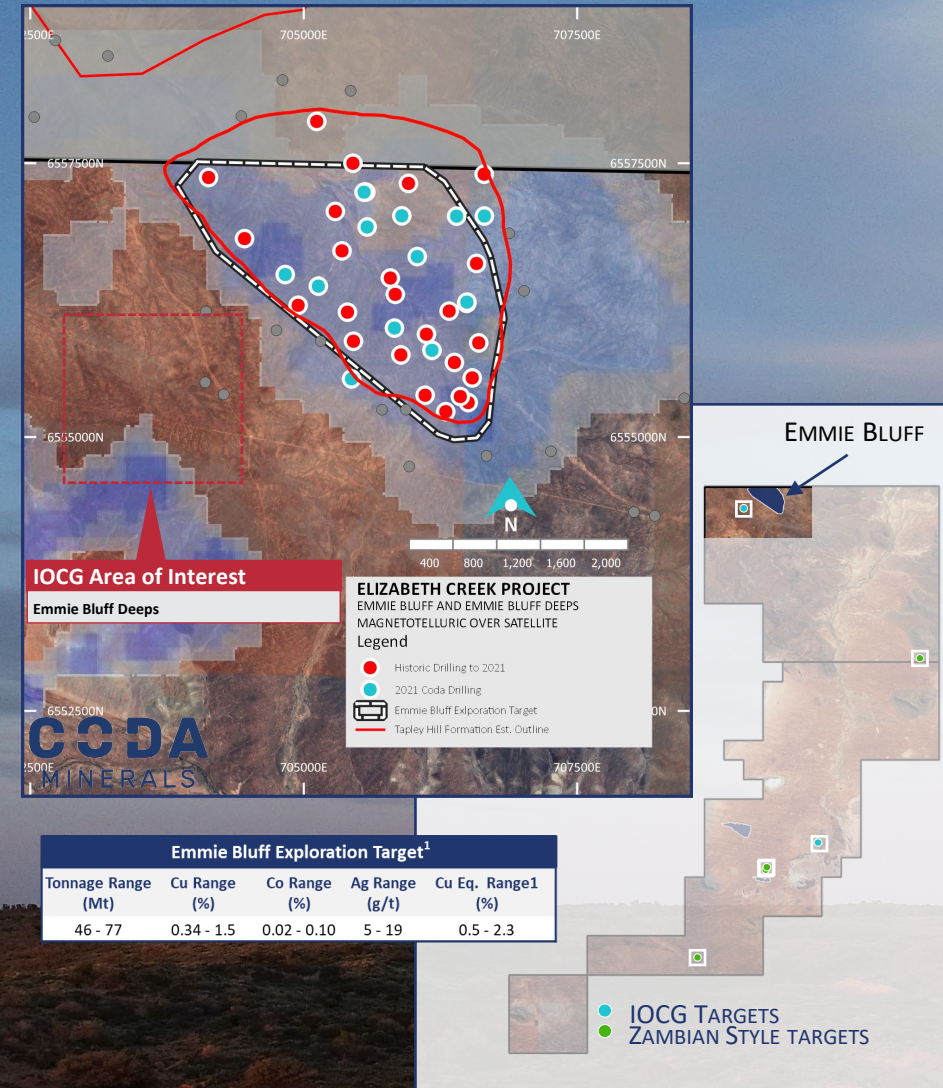 2500E
705000E
707500E
6557500N
6557500N
6555000N
6555000N
N
400 800 1,200 1,600 2,000
IOCG Area of Interest
Emmie Bluff Deeps
ELIZABETH CREEK PROJECT
EMMIE BLUFF AND EMMIE BLUFF DEEPS
MAGNETOTELLURIC OVER SATELLITE
Legend
Historic Drilling to 2021
2021 Coda Drilling
Emmie Bluff Exlporation Target
Tapley Hill Formation Est. Outline
6552500N
0N
CODA
MINERALS
2500E
705000E
707500E
EMMIE BLUFF
Emmie Bluff Exploration Target1
Tonnage Range (Mt) Cu Range (%) Co Range (%) Ag Range (g/t) Cu Eq. Range1 (%)
46 - 77 0.34 - 1.5 0.02 - 0.10 5 - 19 0.5 - 2.3
IOCG TARGETS
ZAMBIAN STYLE TARGETS